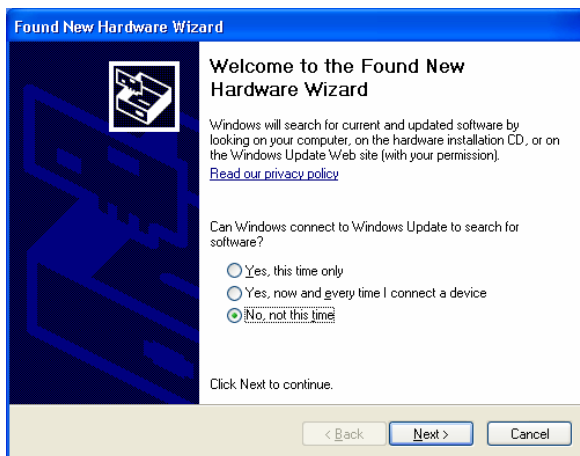 Found New Hardware Wizard
Welcome to the Found New
Hardware Wizard
Windows will search for current and updated software by
looking on your computer, on the hardware installation CD, or on
the Windows Update Web site (with your permission).
Read our privacy policy
Can Windows connect to Windows Update to search for
software?
Yes, this time only
Yes, now and every time I connect a device
No, not this time
Click Next to continue.
< Back
Next >
Cancel